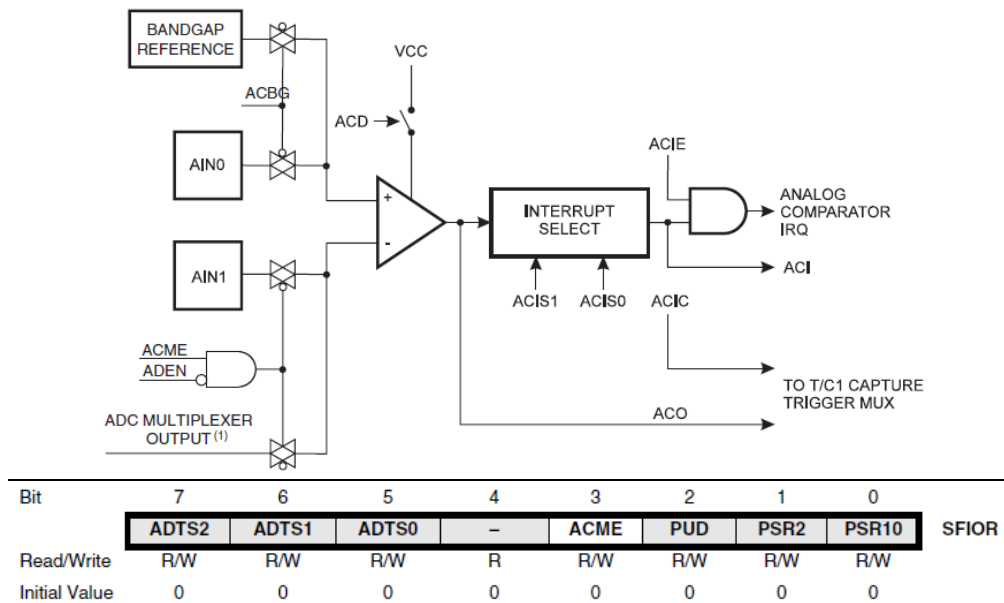 BANDGAP
REFERENCE
VCC
ACBG
ACD
ACIE
AIN0
+
-
INTERRUPT
SELECT
ANALOG
COMPARATOR
IRQ
AIN1
ACI
ACIS1 ACIS0 ACIC
ACME
ADEN
TO T/C1 CAPTURE
TRIGGER MUX
ADC MULTIPLEXER
OUTPUT (1)
ACO
Bit 7 6 5 4 3 2 1 0
ADTS2 ADTS1 ADTS0 – ACME PUD PSR2 PSR10 SFIOR
Read/Write R/W R/W R/W R R/W R/W R/W R/W
Initial Value 0 0 0 0 0 0 0 0